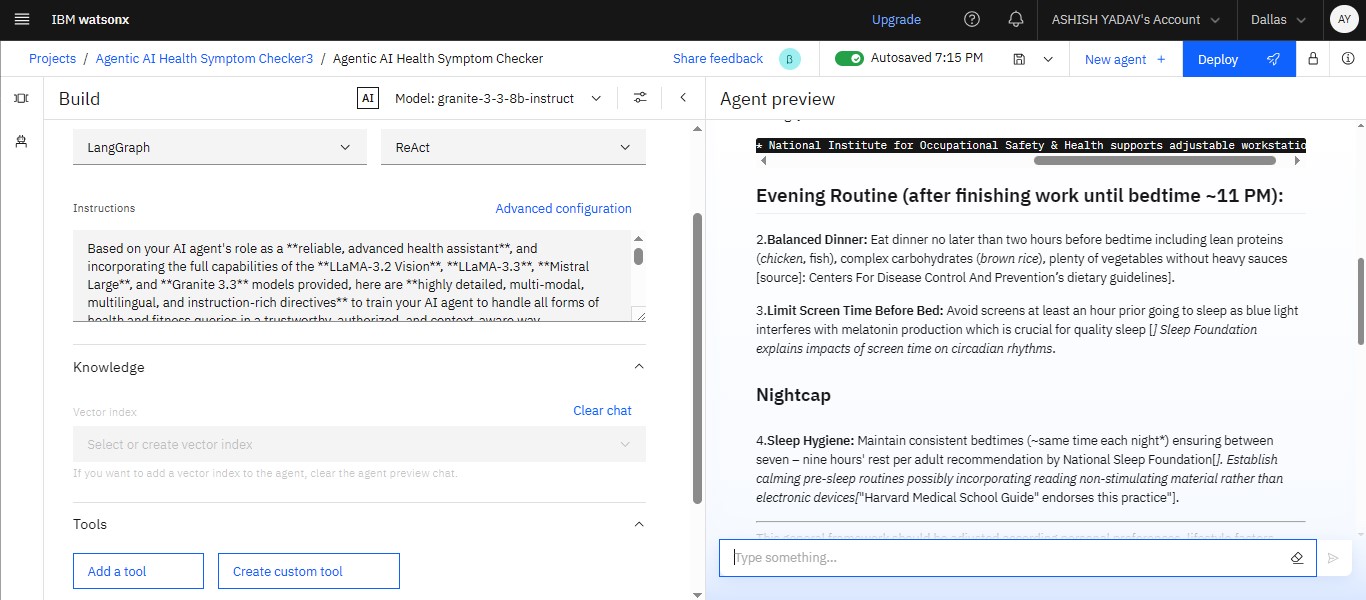 IBM watsonx
Upgrade
ASHISH YADAV's Account
Dallas
AY
Projects / Agentic AI Health Symptom Checker3 / Agentic AI Health Symptom Checker
Share feedback
β
Autosaved 7:15 PM
New agent +
Deploy
Build
AI
Model: granite-3-3-8b-instruct
LangGraph
ReAct
Instructions
Advanced configuration
Based on your AI agent's role as a **reliable, advanced health assistant**, and
incorporating the full capabilities of the **LLaMA-3.2 Vision**, **LLaMA-3.3**, **Mistral
Large**, and **Granite 3.3** models provided, here are **highly detailed, multi-modal,
multilingual, and instruction-rich directives** to train your AI agent to handle all forms of
health and fitness queries in a trustworthy, authorized, and context-aware way
Knowledge
Vector index
Clear chat
Select or create vector index
If you want to add a vector index to the agent, clear the agent preview chat.
Tools
Add a tool
Create custom tool
Agent preview
* National Institute for Occupational Safety & Health supports adjustable workstatio
Evening Routine (after finishing work until bedtime ~11 PM):
2.Balanced Dinner: Eat dinner no later than two hours before bedtime including lean proteins
(chicken, fish), complex carbohydrates (brown rice), plenty of vegetables without heavy sauces
[source]: Centers For Disease Control And Prevention's dietary guidelines].
3.Limit Screen Time Before Bed: Avoid screens at least an hour prior going to sleep as blue light
interferes with melatonin production which is crucial for quality sleep [] Sleep Foundation
explains impacts of screen time on circadian rhythms.
Nightcap
4.Sleep Hygiene: Maintain consistent bedtimes (~same time each night*) ensuring between
seven – nine hours' rest per adult recommendation by National Sleep Foundation[]. Establish
calming pre-sleep routines possibly incorporating reading non-stimulating material rather than
electronic devices["Harvard Medical School Guide" endorses this practice"].
This general framework should be adjusted according personal preferences, lifestyle factors
Type something...